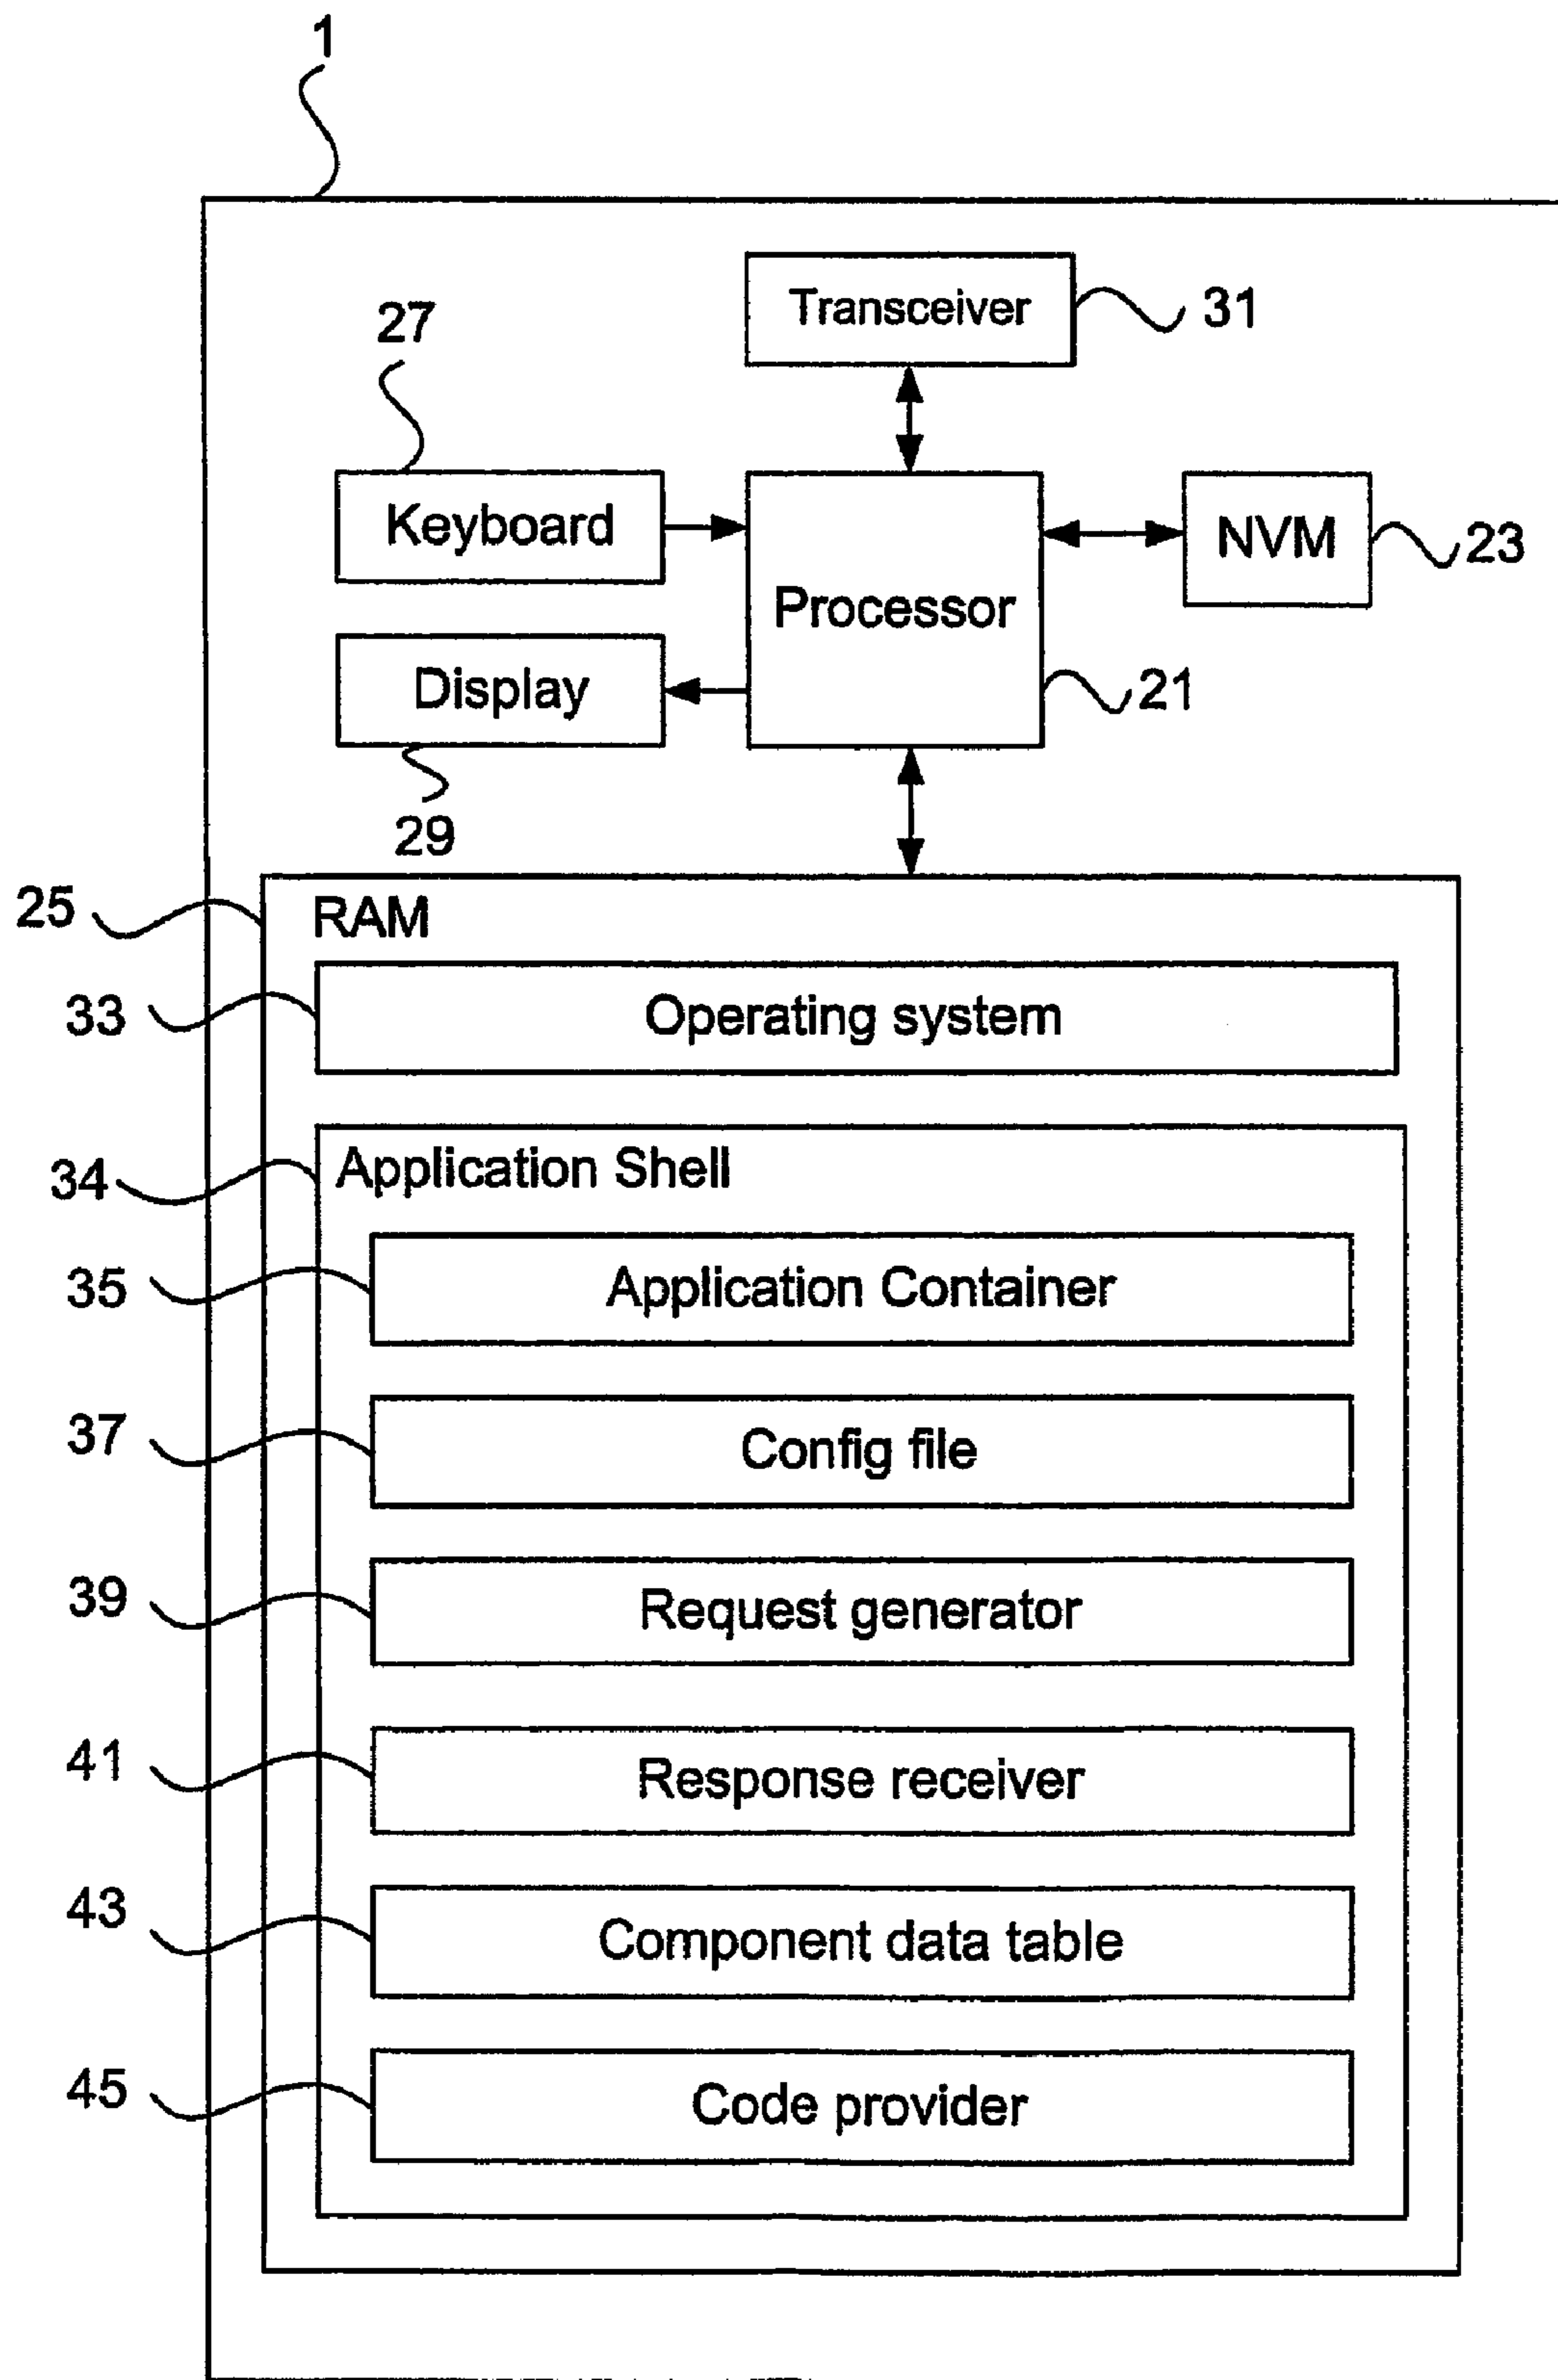 1
Transceiver
31
27
Keyboard
NVM
23
Processor
Display
21
29
25
RAM
33
Operating system
34
Application Shell
35
Application Container
37
Config file
39
Request generator
41
Response receiver
43
Component data table
45
Code provider